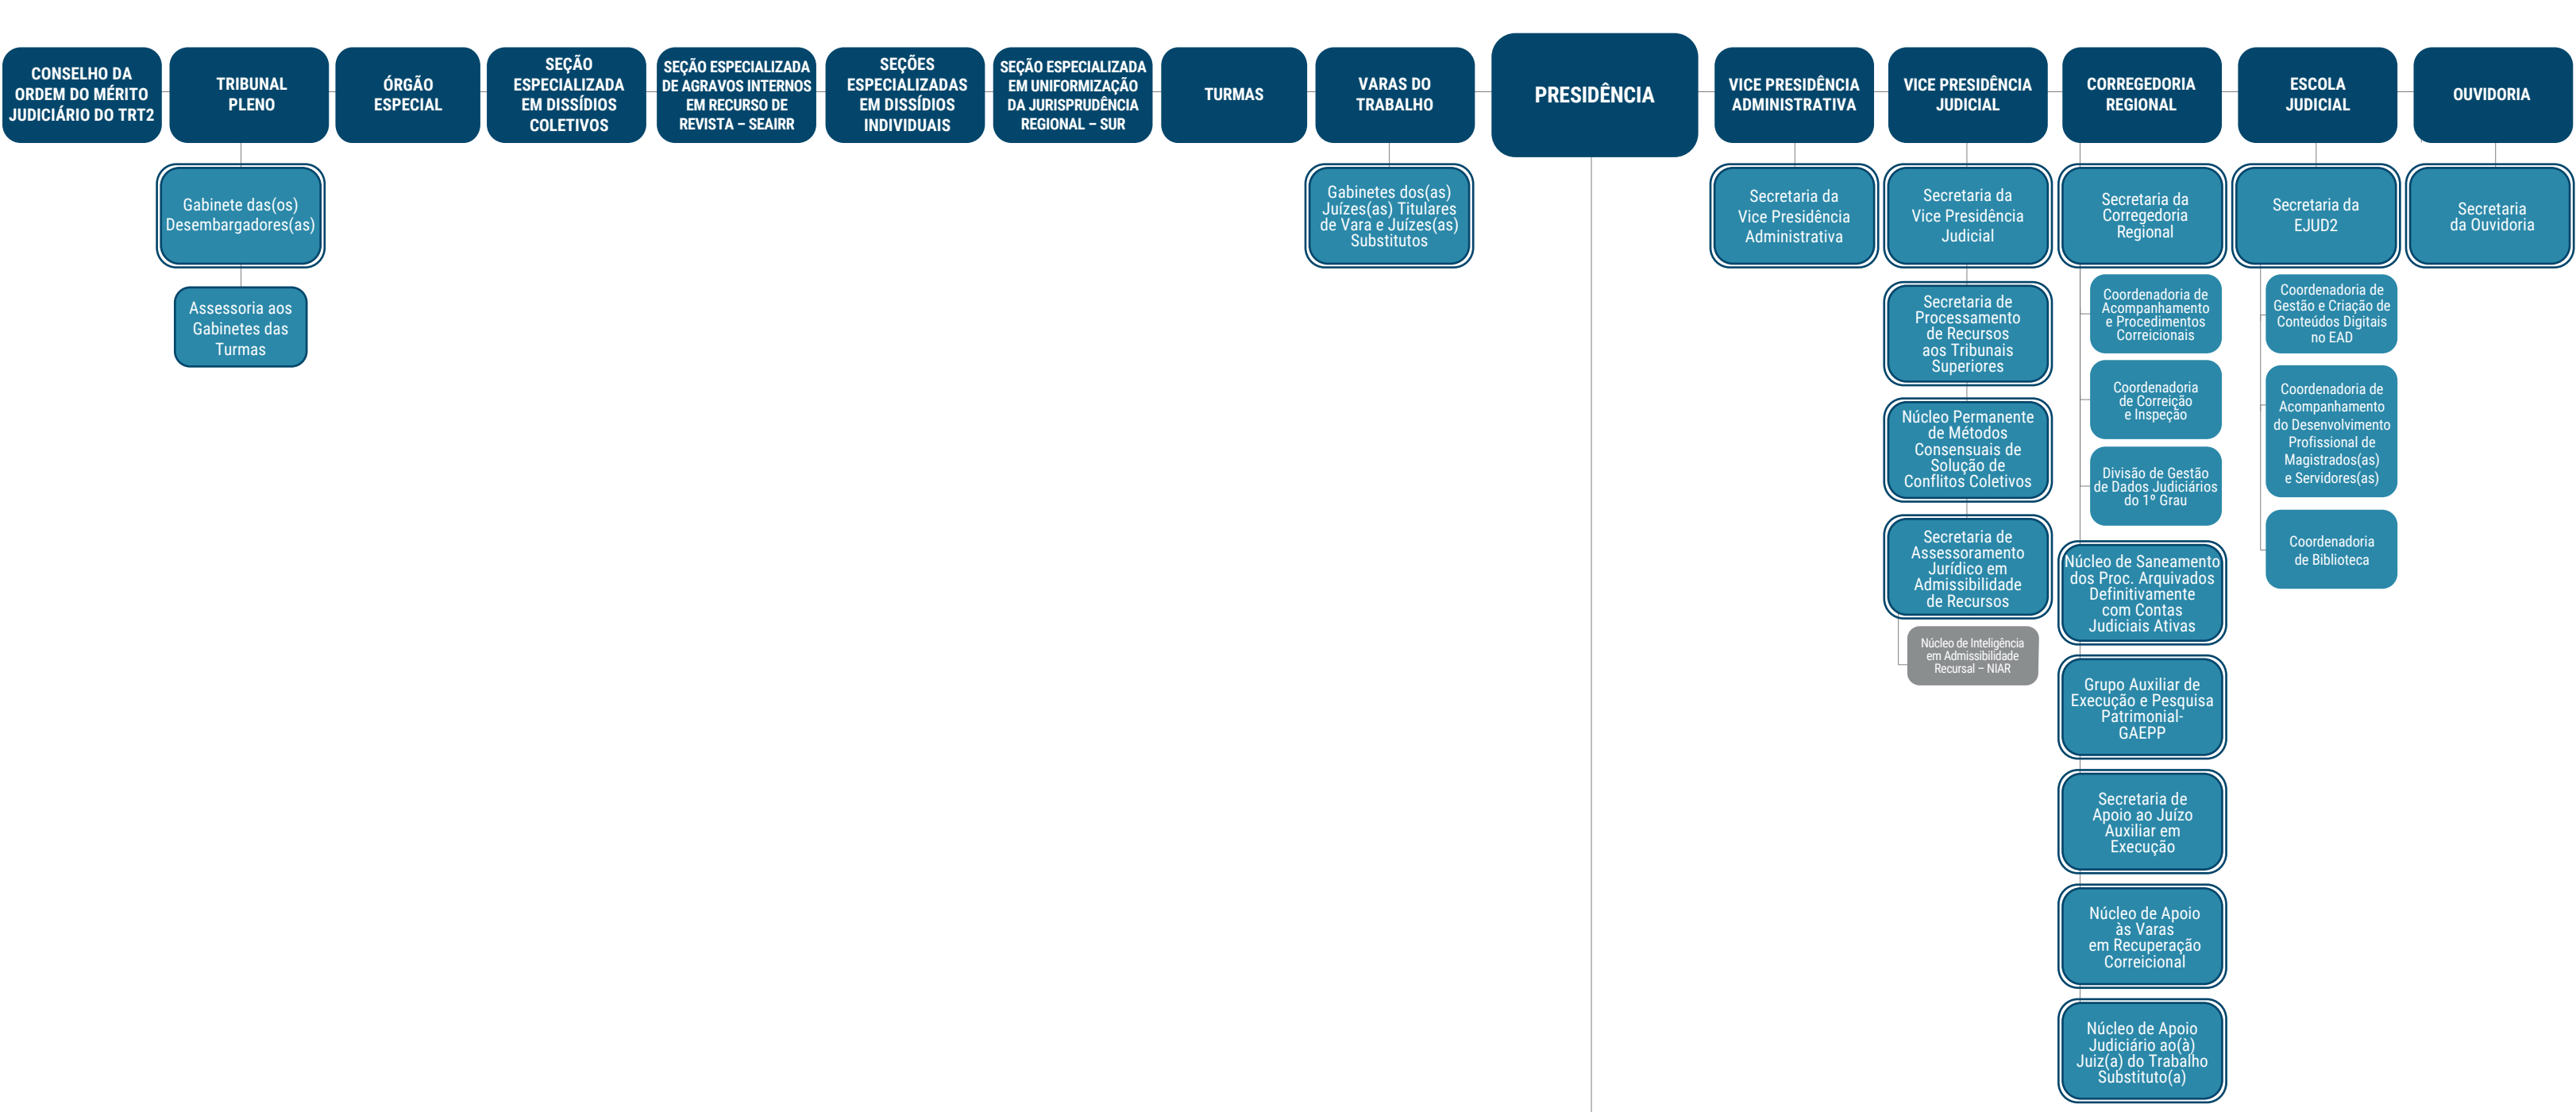 CONSELHO DA
ORDEM DO MÉRITO
JUDICIÁRIO DO TRT2
TRIBUNAL
PLENO
ÓRGÃO
ESPECIAL
SEÇÃO
ESPECIALIZADA
EM DISSÍDIOS
COLETIVOS
SEÇÃO ESPECIALIZADA
DE AGRAVOS INTERNOS
EM RECURSO DE
REVISTA – SEAIRR
SEÇÕES
ESPECIALIZADAS
EM DISSÍDIOS
INDIVIDUAIS
SEÇÃO ESPECIALIZADA
EM UNIFORMIZAÇÃO
DA JURISPRUDÊNCIA
REGIONAL – SUR
TURMAS
VARAS DO
TRABALHO
PRESIDÊNCIA
VICE PRESIDÊNCIA
ADMINISTRATIVA
VICE PRESIDÊNCIA
JUDICIAL
CORREGEDORIA
REGIONAL
ESCOLA
JUDICIAL
OUVIDORIA
Gabinete das(os)
Desembargadores(as)
Assessoria aos
Gabinetes das
Turmas
Gabinetes dos(as)
Juízes(as) Titulares
de Vara e Juízes(as)
Substitutos
Secretaria da
Vice Presidência
Administrativa
Secretaria da
Vice Presidência
Judicial
Secretaria de
Processamento
de Recursos
aos Tribunais
Superiores
Núcleo Permanente
de Métodos
Consensuais de
Solução de
Conflitos Coletivos
Secretaria de
Assessoramento
Jurídico em
Admissibilidade
de Recursos
Núcleo de Inteligência
em Admissibilidade
Recursal – NIAR
Secretaria da
Corregedoria
Regional
Coordenadoria de
Acompanhamento
e Procedimentos
Correicionais
Coordenadoria
de Correição
e Inspeção
Divisão de Gestão
de Dados Judiciários
do 1º Grau
Núcleo de Saneamento
dos Proc. Arquivados
Definitivamente
com Contas
Judiciais Ativas
Grupo Auxiliar de
Execução e Pesquisa
Patrimonial-
GAEPP
Secretaria de
Apoio ao Juízo
Auxiliar em
Execução
Núcleo de Apoio
às Varas
em Recuperação
Correicional
Núcleo de Apoio
Judiciário ao(à)
Juiz(a) do Trabalho
Substituto(a)
Secretaria da
EJUD2
Coordenadoria de
Gestão e Criação de
Conteúdos Digitais
no EAD
Coordenadoria de
Acompanhamento
do Desenvolvimento
Profissional de
Magistrados(as)
e Servidores(as)
Coordenadoria
de Biblioteca
Secretaria
da Ouvidoria